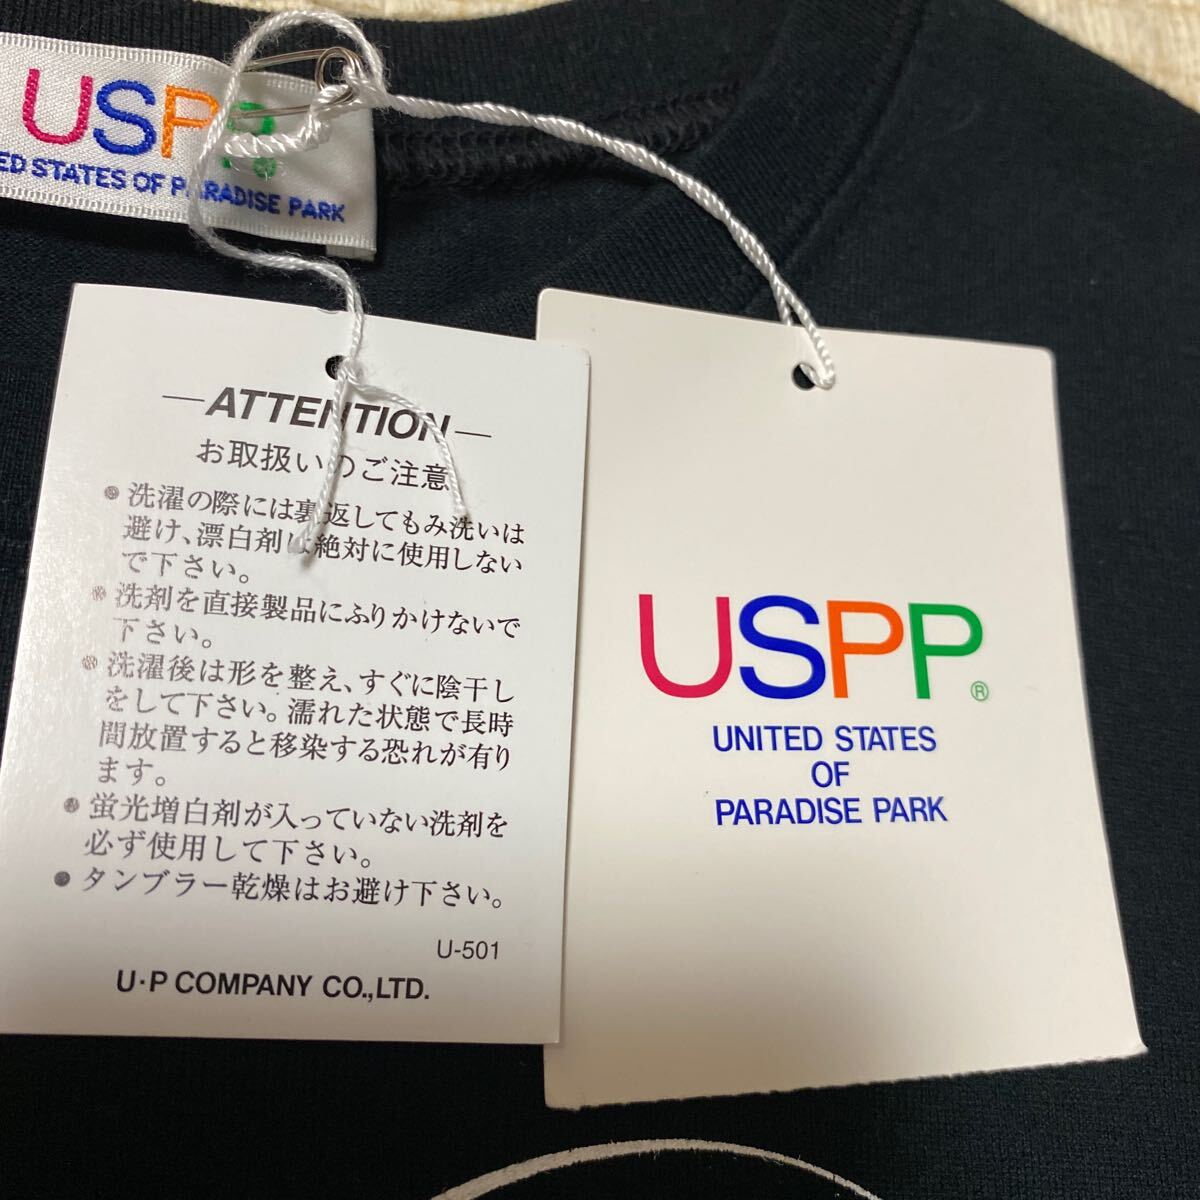 USPP
ED STATES OF PARADISE PARK
—ATTENTION—
お取扱いのご注意
● 洗濯の際には裏返してもみ洗いは
避け、漂白剤は絶対に使用しない
で下さい。
● 洗剤を直接製品にふりかけないで
下さい。
● 洗濯後は形を整え、すぐに陰干し
をして下さい。濡れた状態で長時
間放置すると移染する恐れが有り
ます。
● 蛍光増白剤が入っていない洗剤を
必ず使用して下さい。
● タンブラー乾燥はお避け下さい。
U-501
U·P COMPANY CO.,LTD.
USPP®
UNITED STATES
OF
PARADISE PARK